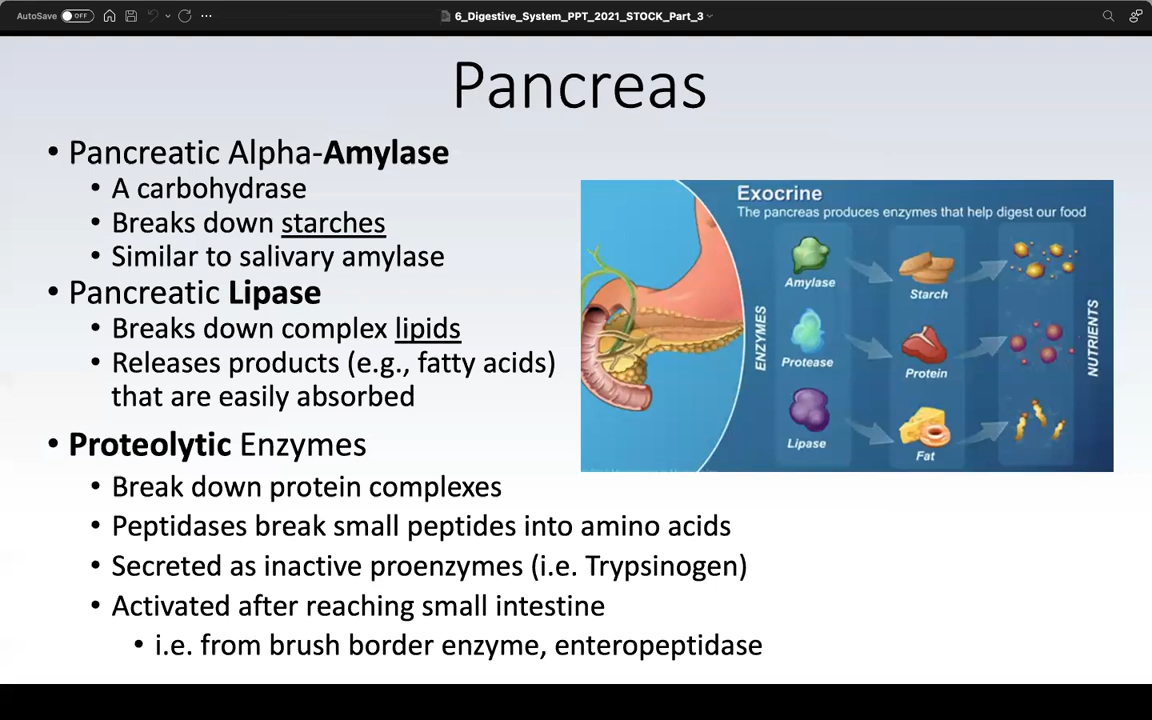 AutoSave OFF
6_Digestive_System_PPT_2021_STOCK_Part_3
Pancreas
• Pancreatic Alpha-Amylase
• A carbohydrase
• Breaks down starches
• Similar to salivary amylase
• Pancreatic Lipase
• Breaks down complex lipids
• Releases products (e.g., fatty acids)
that are easily absorbed
• Proteolytic Enzymes
• Break down protein complexes
• Peptidases break small peptides into amino acids
• Secreted as inactive proenzymes (i.e. Trypsinogen)
• Activated after reaching small intestine
• i.e. from brush border enzyme, enteropeptidase
Exocrine
The pancreas produces enzymes that help digest our food
ENZYMES
Amylase
Starch
Protease
Protein
Lipase
Fat
NUTRIENTS